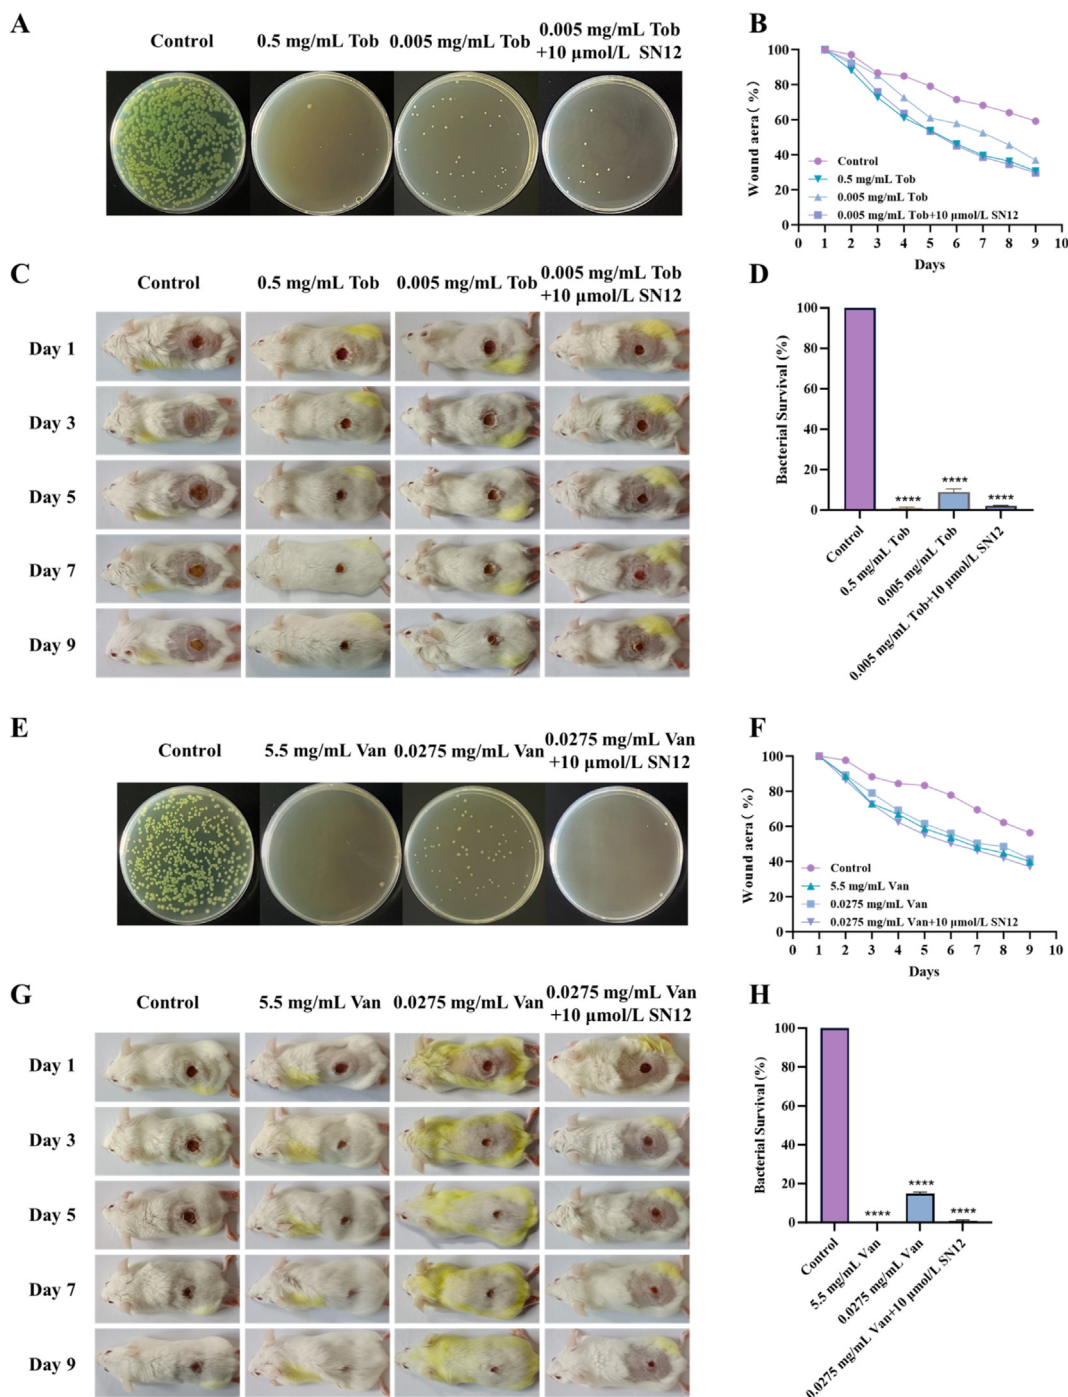 A
Control
0.5 mg/mL Tob
0.005 mg/mL Tob
0.005 mg/mL Tob
+10 μmol/L SN12
B
Wound aera ( %)
100
80
60
40
20
0
Control
0.5 mg/mL Tob
0.005 mg/mL Tob
0.005 mg/mL Tob+10 μmol/L SN12
0 1 2 3 4 5 6 7 8 9 10
Days
C
Control
0.5 mg/mL Tob
0.005 mg/mL Tob
0.005 mg/mL Tob
+10 μmol/L SN12
Day 1
Day 3
Day 5
Day 7
Day 9
D
Bacterial Survival (%)
100
80
60
40
20
0
****
****
****
Control
0.5 mg/mL Tob
0.005 mg/mL Tob
0.005 mg/mL Tob+10 μmol/L SN12
E
Control
5.5 mg/mL Van
0.0275 mg/mL Van
0.0275 mg/mL Van
+10 μmol/L SN12
F
Wound aera ( %)
100
80
60
40
20
0
Control
5.5 mg/mL Van
0.0275 mg/mL Van
0.0275 mg/mL Van+10 μmol/L SN12
0 1 2 3 4 5 6 7 8 9 10
Days
G
Control
5.5 mg/mL Van
0.0275 mg/mL Van
0.0275 mg/mL Van
+10 μmol/L SN12
Day 1
Day 3
Day 5
Day 7
Day 9
H
Bacterial Survival (%)
100
80
60
40
20
0
****
****
****
Control
5.5 mg/mL Van
0.0275 mg/mL Van
0.0275 mg/mL Van+10 μmol/L SN12